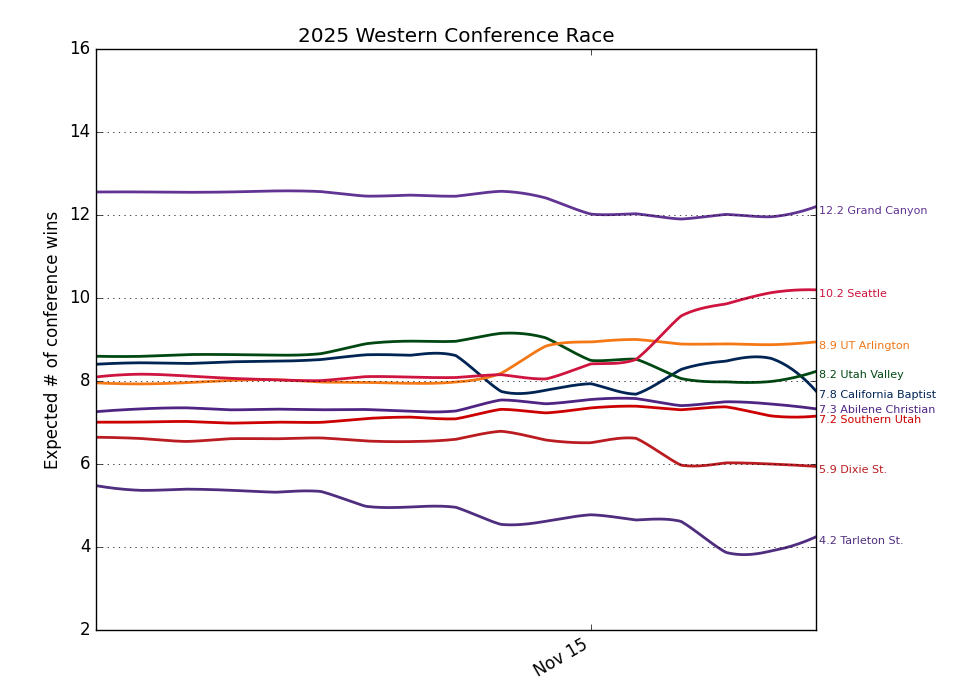 2025 Western Conference Race
Expected # of conference wins
16
14
12
10
8
6
4
2
Nov 15
12.2 Grand Canyon
10.2 Seattle
8.9 UT Arlington
8.2 Utah Valley
7.8 California Baptist
7.3 Abilene Christian
7.2 Southern Utah
5.9 Dixie St.
4.2 Tarleton St.